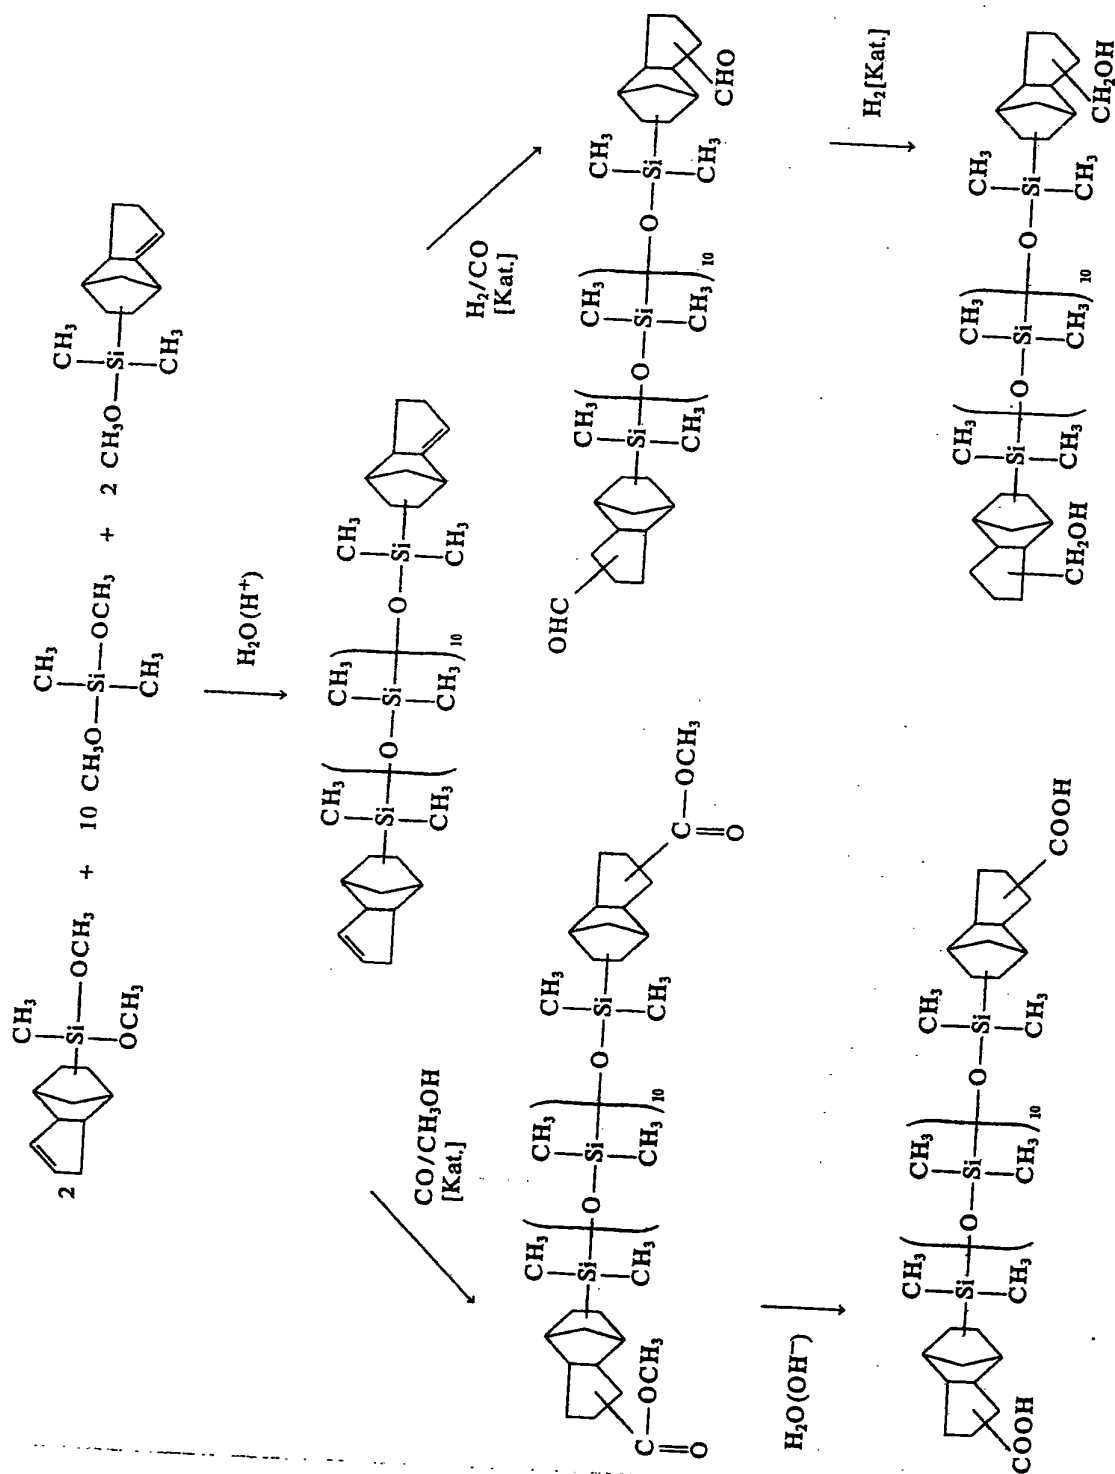 CH₃ CH₃ CH₃
2 Si—OCH₃ + 10 CH₃O—Si—OCH₃ + 2 CH₃O—Si
OCH₃ CH₃ CH₃
H₂O(H⁺)
CH₃ CH₃ CH₃
Si—O—Si—O—Si
CH₃ CH₃ CH₃
10
CO/CH₃OH
[Kat.]
H₂/CO
[Kat.]
CH₃ CH₃ CH₃
Si—O—Si—O—Si
CH₃ CH₃ CH₃
10
C—OCH₃
O
C—OCH₃
O
OHC
CH₃ CH₃ CH₃
Si—O—Si—O—Si
CH₃ CH₃ CH₃
10
CHO
H₂O(OH⁻)
H₂[Kat.]
CH₃ CH₃ CH₃
Si—O—Si—O—Si
CH₃ CH₃ CH₃
10
COOH COOH
CH₃ CH₃ CH₃
Si—O—Si—O—Si
CH₃ CH₃ CH₃
10
CH₂OH CH₂OH